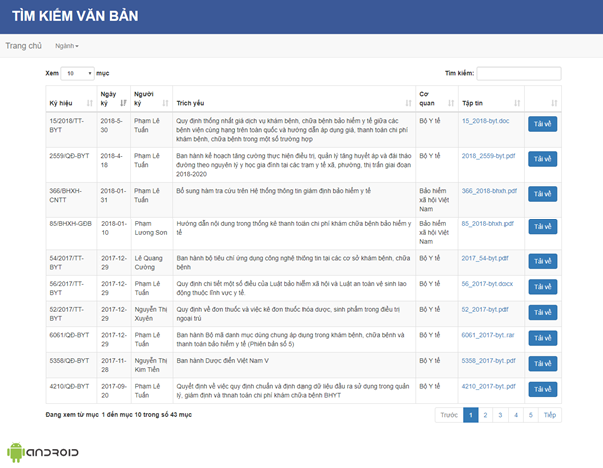 TÌM KIẾM VĂN BẢN
Trang chủ Ngành
Xem 10 mục Tìm kiếm:
Ký hiệu Ngày ký Người ký Trích yếu Cơ quan Tập tin
15/2018/TT-BYT 2018-5-30 Phạm Lê Tuấn Quy định thống nhất giá dịch vụ khám bệnh, chữa bệnh bảo hiểm y tế giữa các bệnh viện cùng hạng trên toàn quốc và hướng dẫn áp dụng giá, thanh toán chi phí khám bệnh, chữa bệnh trong một số trường hợp Bộ Y tế 15_2018-byt.doc Tải về
2559/QĐ-BYT 2018-4-18 Phạm Lê Tuấn Ban hành kế hoạch tăng cường thực hiện điều trị, quản lý tăng huyết áp và đái tháo đường theo nguyên lý y học gia đình tại các trạm y tế xã, phường, thị trấn giai đoạn 2018-2020 Bộ Y tế 2018_2559-byt.pdf Tải về
366/BHXH-CNTT 2018-01-31 Phạm Lê Tuấn Bổ sung hàm tra cứu trên Hệ thống thông tin giám định bảo hiểm y tế Bảo hiểm xã hội Việt Nam 366_2018-bhxh.pdf Tải về
85/BHXH-GĐB 2018-01-10 Phạm Lương Sơn Hướng dẫn nội dung trong thống kê thanh toán chi phí khám chữa bệnh bảo hiểm y tế Bảo hiểm xã hội Việt Nam 85_2018-bhxh.pdf Tải về
54/2017/TT-BYT 2017-12-29 Lê Quang Cường Ban hành bộ tiêu chí ứng dụng công nghệ thông tin tại các cơ sở khám bệnh, chữa bệnh Bộ Y tế 2017_54-byt.pdf Tải về
56/2017/TT-BYT 2017-12-29 Phạm Lê Tuấn Quy định chi tiết một số điều của Luật bảo hiểm xã hội và Luật an toàn vệ sinh lao động thuộc lĩnh vực y tế. Bộ Y tế 56_2017-byt.docx Tải về
52/2017/TT-BYT 2017-12-29 Nguyễn Thị Xuyên Quy định về đơn thuốc và việc kê đơn thuốc hóa dược, sinh phẩm trong điều trị ngoại trú Bộ Y tế 52_2017-byt.pdf Tải về
6061/QĐ-BYT 2017-12-29 Phạm Lê Tuấn Ban hành Bộ mã danh mục dùng chung áp dụng trong khám bệnh, chữa bệnh và thanh toán bảo hiểm y tế (Phiên bản số 5) Bộ Y tế 6061_2017-byt.rar Tải về
5358/QĐ-BYT 2017-11-28 Nguyễn Thị Kim Tiến Ban hành Dược điển Việt Nam V Bộ Y tế 5358_2017-byt.pdf Tải về
4210/QĐ-BYT 2017-09-20 Phạm Lê Tuấn Quyết định về việc quy định chuẩn và định dạng dữ liệu đầu ra sử dụng trong quản lý, giám định và thnah toán chi phí khám chữa bệnh BHYT Bộ Y tế 4210_2017-byt.pdf Tải về
Đang xem từ mục 1 đến mục 10 trong số 43 mục Trước 1 2 3 4 5 Tiếp
ANDROID